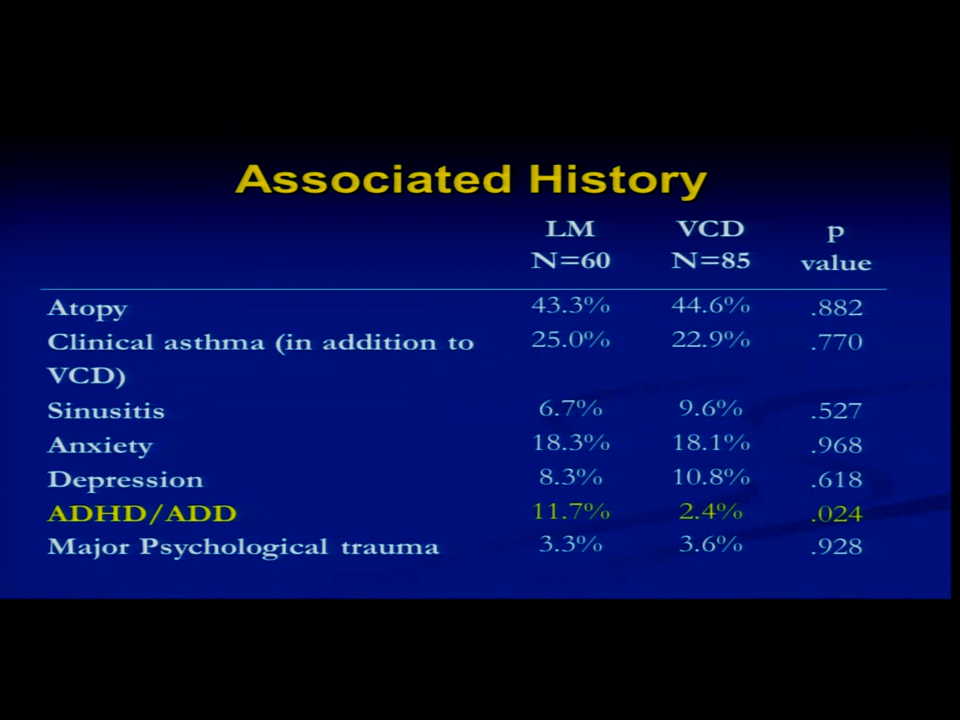 Associated History
LM VCD p
N=60 N=85 value
Atopy 43.3% 44.6% .882
Clinical asthma (in addition to 25.0% 22.9% .770
VCD)
Sinusitis 6.7% 9.6% .527
Anxiety 18.3% 18.1% .968
Depression 8.3% 10.8% .618
ADHD/ADD 11.7% 2.4% .024
Major Psychological trauma 3.3% 3.6% .928